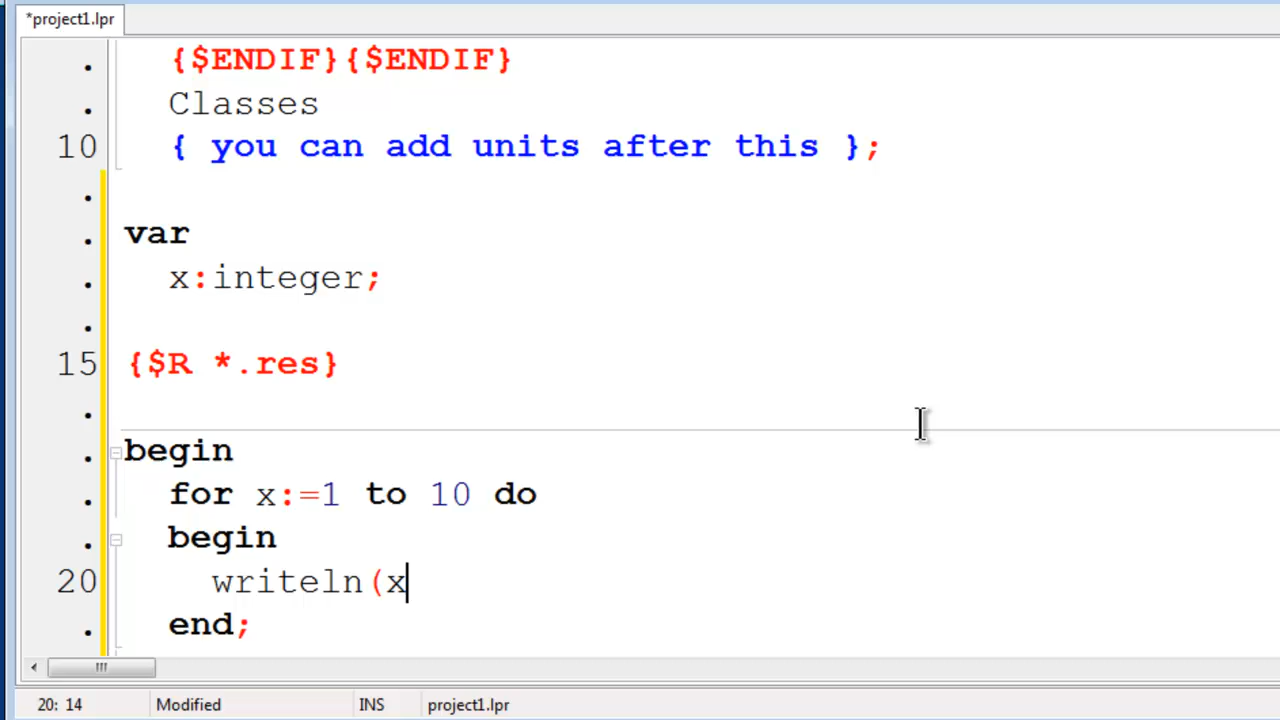 *project1.lpr
. {$ENDIF}{$ENDIF}
. Classes
10 { you can add units after this };
.
. var
. x:integer;
.
15 {$R *.res}
.
. begin
. for x:=1 to 10 do
. begin
20 writeln(x
. end;
20: 14 Modified INS project1.lpr